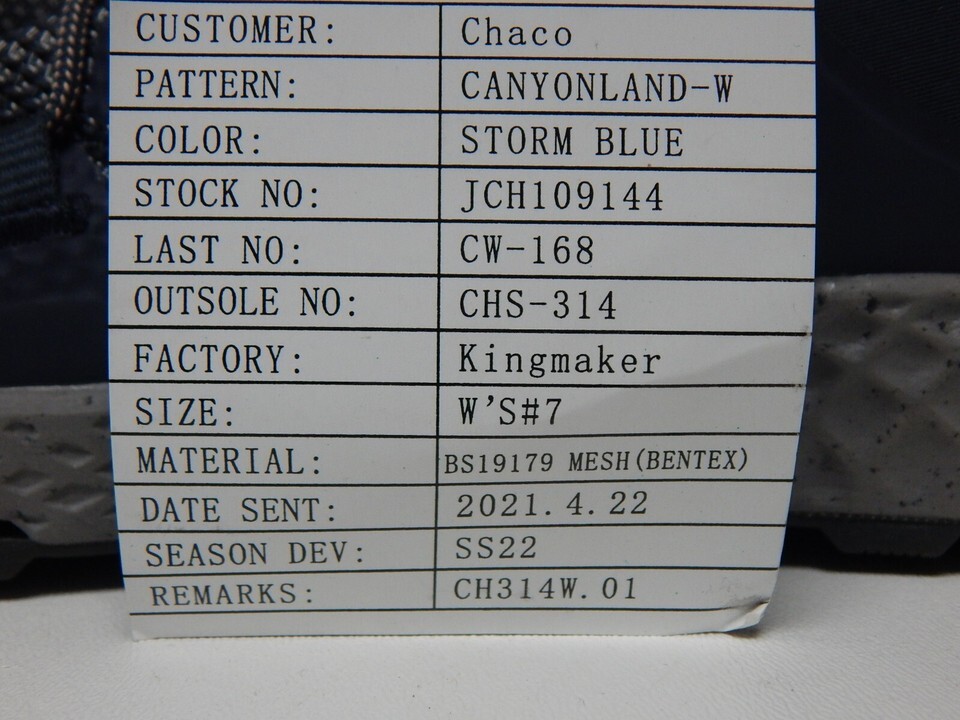 CUSTOMER: Chaco
PATTERN: CANYONLAND-W
COLOR: STORM BLUE
STOCK NO: JCH109144
LAST NO: CW-168
OUTSOLE NO: CHS-314
FACTORY: Kingmaker
SIZE: W'S#7
MATERIAL: BS19179 MESH(BENTEX)
DATE SENT: 2021.4.22
SEASON DEV: SS22
REMARKS: CH314W.01